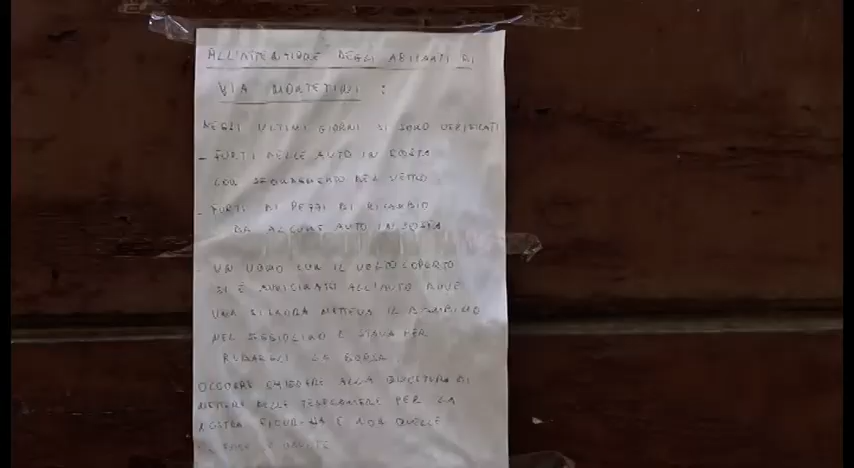 ALL'ATTENZIONE DEGLI ABITANTI DI
VIA MONTETINI :
NEGLI ULTIMI GIORNI SI SONO VERIFICATI
- FURTI DELLE AUTO IN SOSTA
CON SFONDAMENTO DEL VETRO
- FURTI DI PEZZI DI RICAMBIO
DA ALCUNE AUTO IN SOSTA
- UN UOMO CON IL VOLTO COPERTO
SI È AVVICINATO ALL'AUTO DOVE
UNA SIGNORA METTEVA IL BAMBINO
NEL SEGGIOLINO E STAVA PER
RUBARGLI LA BORSA
OCCORRE CHIEDERE ALLA QUESTURA DI
METTERE DELLE TELECAMERE PER LA
NOSTRA SICUREZZA E NON QUELLE